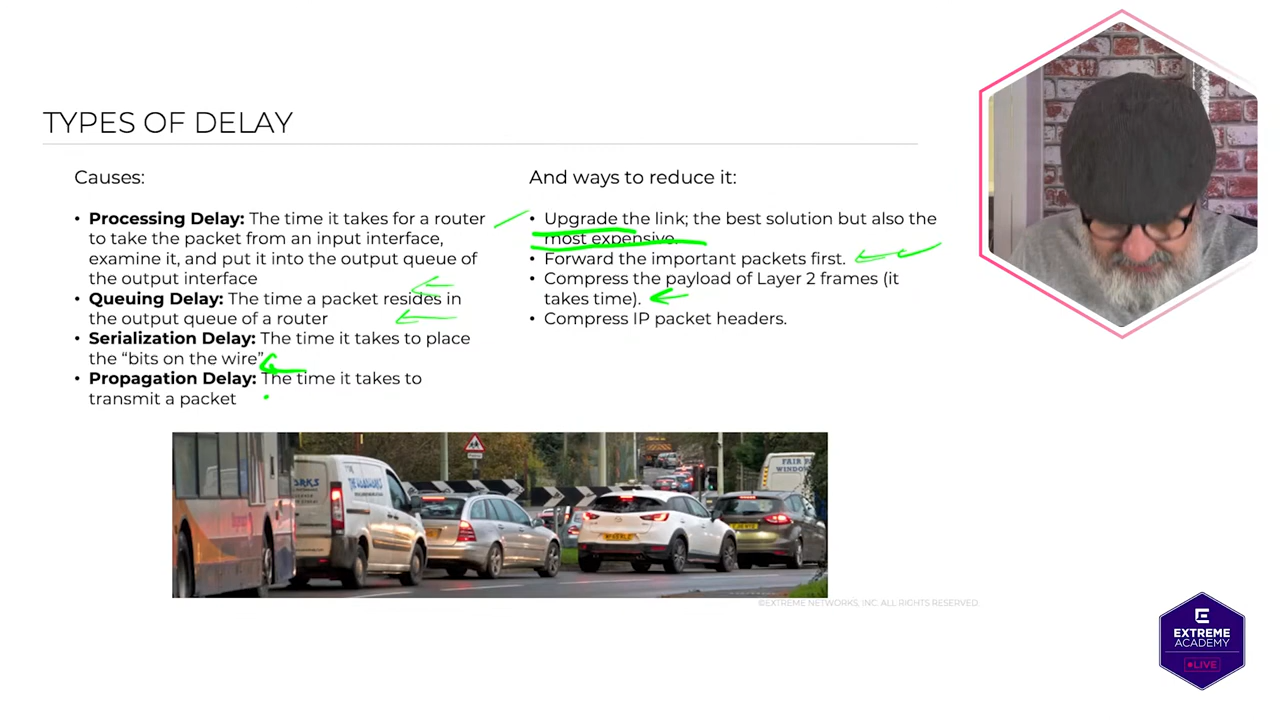 TYPES OF DELAY
Causes:
• Processing Delay: The time it takes for a router
to take the packet from an input interface,
examine it, and put it into the output queue of
the output interface
• Queuing Delay: The time a packet resides in
the output queue of a router
• Serialization Delay: The time it takes to place
the “bits on the wire”
• Propagation Delay: The time it takes to
transmit a packet
And ways to reduce it:
• Upgrade the link; the best solution but also the
most expensive.
• Forward the important packets first.
• Compress the payload of Layer 2 frames (it
takes time).
• Compress IP packet headers.
FAIR
WINDOW
©EXTREME NETWORKS, INC. ALL RIGHTS RESERVED.
EXTREME
ACADEMY
LIVE